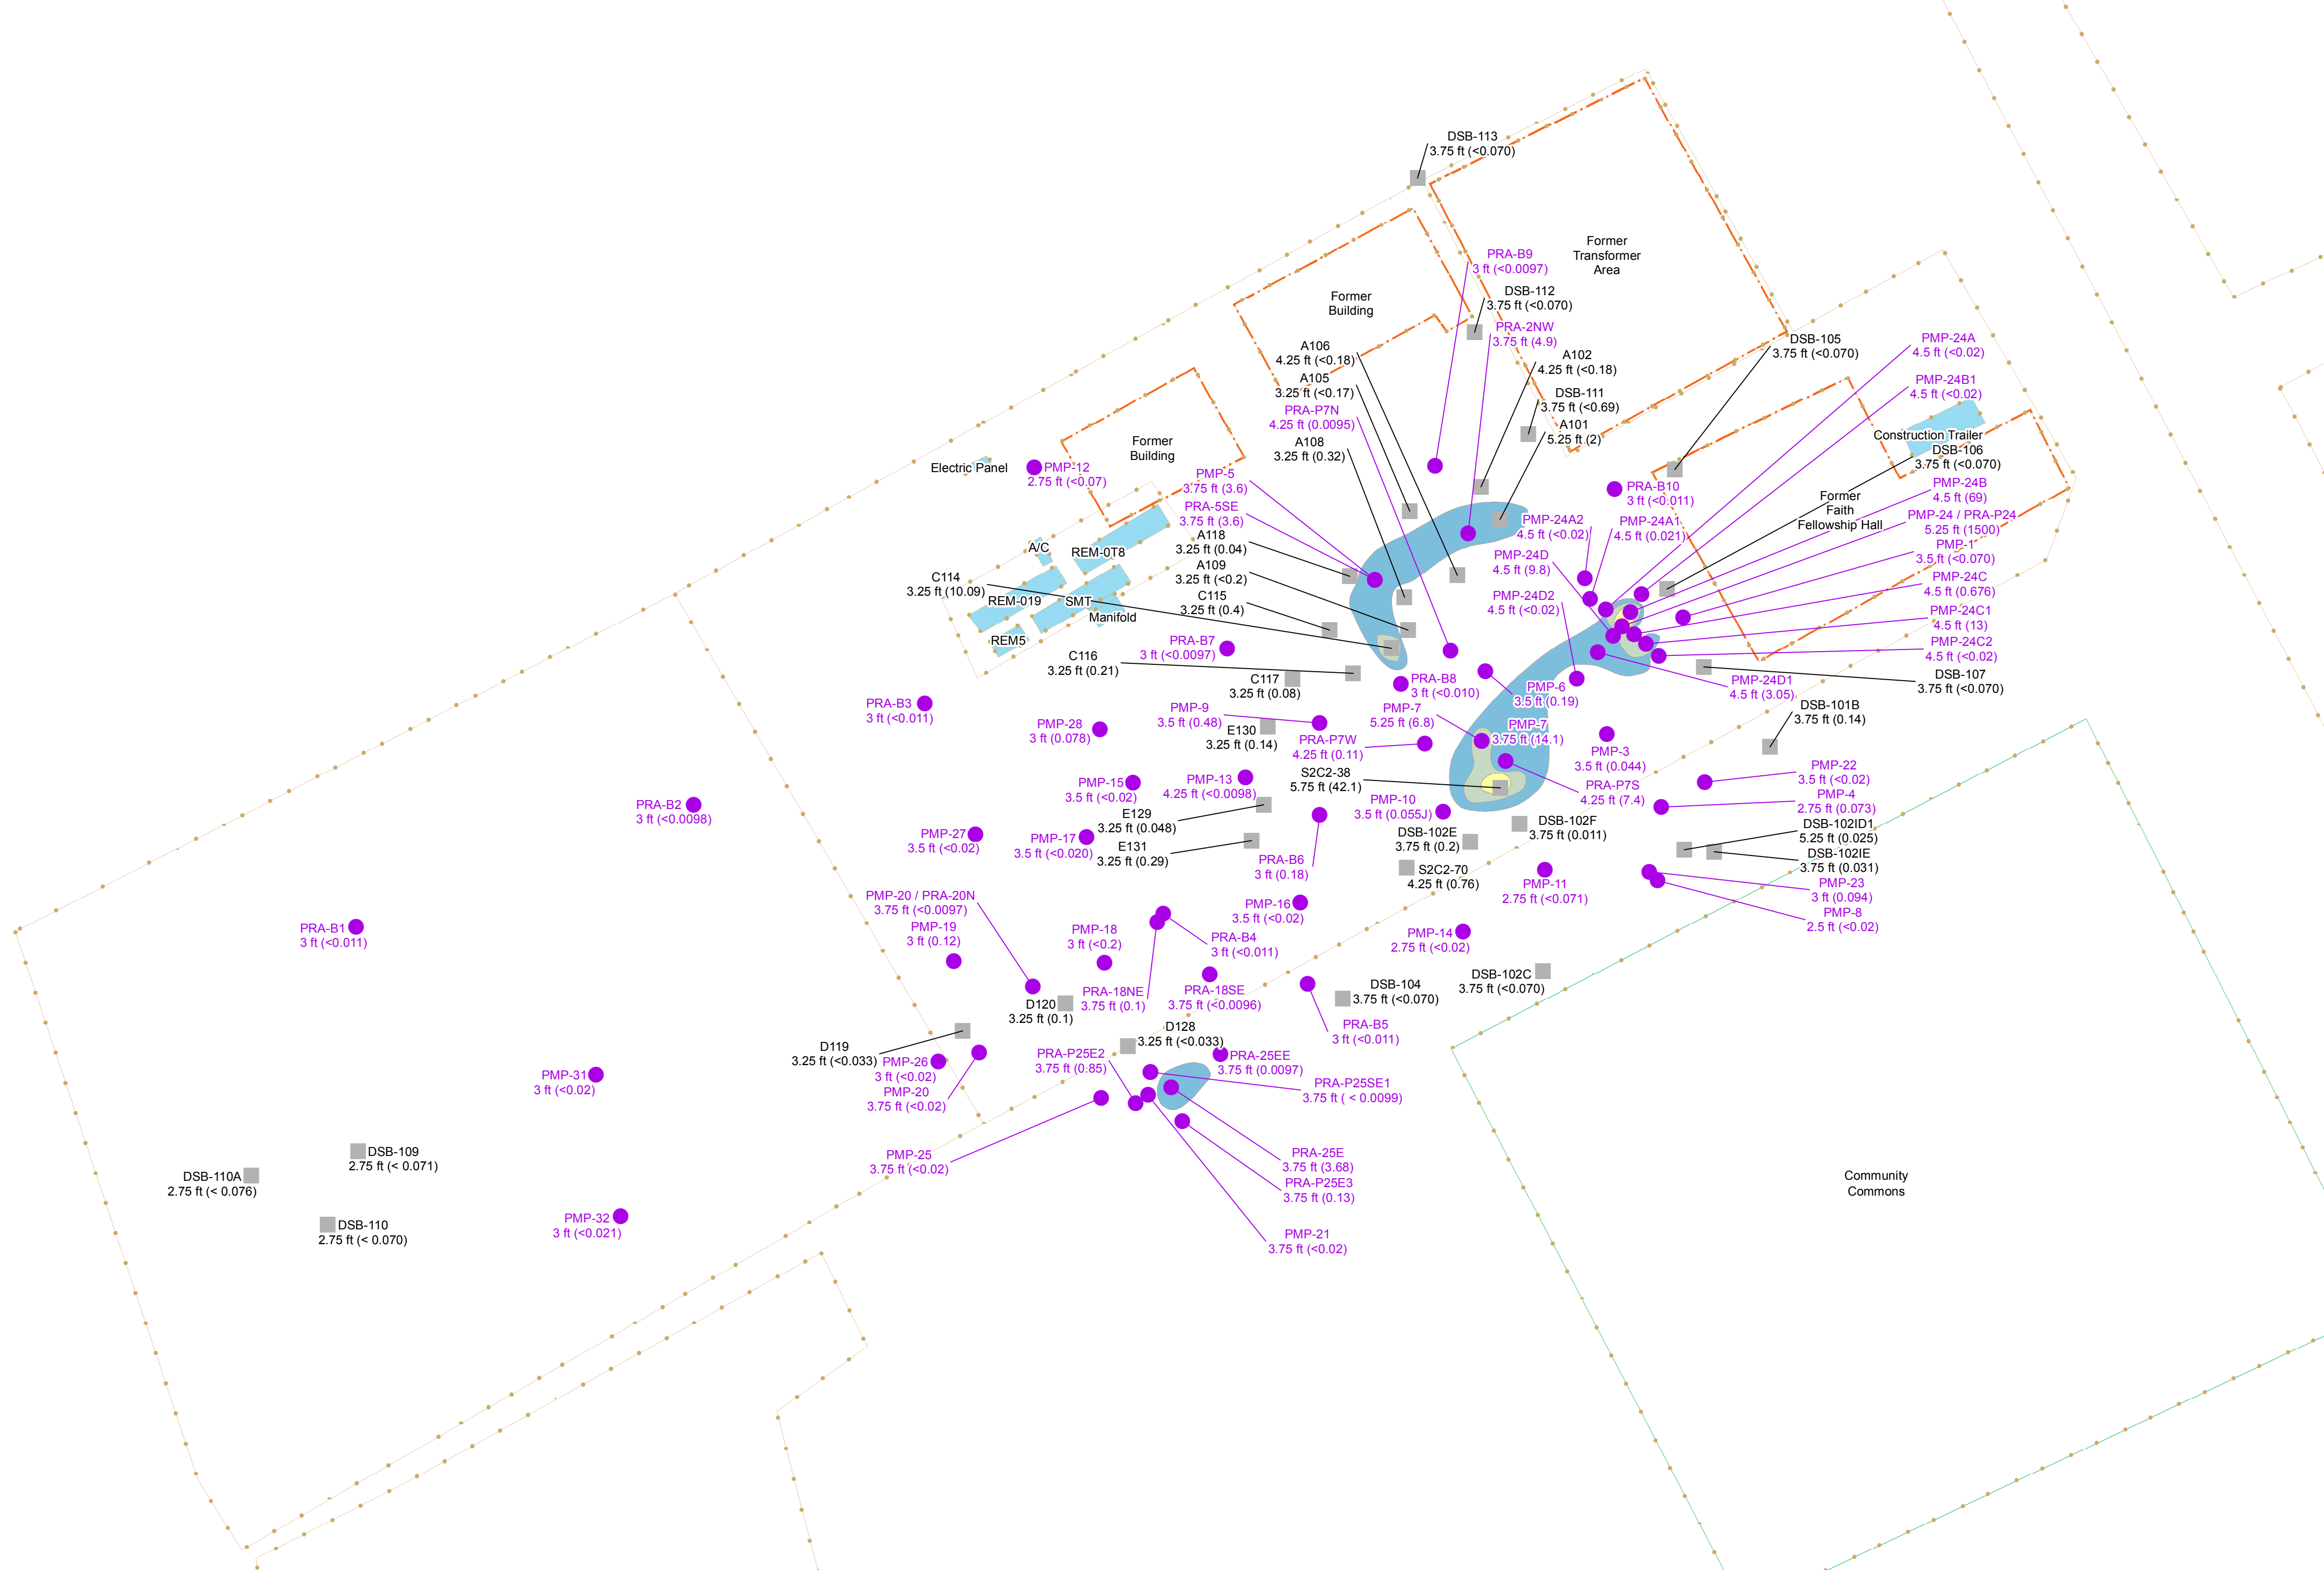 DSB-113
3.75 ft (<0.070)
Former
Transformer
Area
PRA-B9
3 ft (<0.0097)
DSB-112
3.75 ft (<0.070)
Former
Building
PRA-2NW
3.75 ft (4.9)
A106
4.25 ft (<0.18)
A102
4.25 ft (<0.18)
DSB-105
3.75 ft (<0.070)
PMP-24A
4.5 ft (<0.02)
A105
3.25 ft (<0.17)
DSB-111
3.75 ft (<0.69)
PMP-24B1
4.5 ft (<0.02)
PRA-P7N
4.25 ft (0.0095)
A101
5.25 ft (2)
A108
3.25 ft (0.32)
Former
Building
Construction Trailer
DSB-106
3.75 ft (<0.070)
Electric Panel
PMP-12
2.75 ft (<0.07)
PMP-5
3.75 ft (3.6)
PRA-B10
3 ft (<0.011)
PMP-24B
4.5 ft (69)
Former
Faith
Fellowship Hall
PRA-5SE
3.75 ft (3.6)
PMP-24A2
4.5 ft (<0.02)
PMP-24A1
4.5 ft (0.021)
PMP-24 / PRA-P24
5.25 ft (1500)
A118
3.25 ft (0.04)
PMP-1
3.5 ft (<0.070)
A/C
REM-0T8
PMP-24D
4.5 ft (9.8)
A109
3.25 ft (<0.2)
C114
3.25 ft (10.09)
PMP-24C
4.5 ft (0.676)
REM-019
SMT
Manifold
C115
3.25 ft (0.4)
PMP-24D2
4.5 ft (<0.02)
PMP-24C1
4.5 ft (13)
REM5
PRA-B7
3 ft (<0.0097)
PMP-24C2
4.5 ft (<0.02)
C116
3.25 ft (0.21)
C117
3.25 ft (0.08)
PRA-B8
3 ft (<0.010)
PMP-6
3.5 ft (0.19)
PMP-24D1
4.5 ft (3.05)
DSB-107
3.75 ft (<0.070)
PRA-B3
3 ft (<0.011)
PMP-28
3 ft (0.078)
PMP-9
3.5 ft (0.48)
PMP-7
5.25 ft (6.8)
DSB-101B
3.75 ft (0.14)
E130
3.25 ft (0.14)
PMP-7
3.75 ft (14.1)
PRA-P7W
4.25 ft (0.11)
PMP-3
3.5 ft (0.044)
PMP-15
3.5 ft (<0.02)
PMP-13
4.25 ft (<0.0098)
S2C2-38
5.75 ft (42.1)
PRA-P7S
4.25 ft (7.4)
PMP-22
3.5 ft (<0.02)
PMP-4
2.75 ft (0.073)
PRA-B2
3 ft (<0.0098)
PMP-10
3.5 ft (0.055J)
E129
3.25 ft (0.048)
DSB-102F
3.75 ft (0.011)
DSB-102ID1
5.25 ft (0.025)
PMP-27
3.5 ft (<0.02)
PMP-17
3.5 ft (<0.020)
E131
3.25 ft (0.29)
DSB-102E
3.75 ft (0.2)
DSB-102IE
3.75 ft (0.031)
PRA-B6
3 ft (0.18)
S2C2-70
4.25 ft (0.76)
PMP-11
2.75 ft (<0.071)
PMP-23
3 ft (0.094)
PMP-20 / PRA-20N
3.75 ft (<0.0097)
PMP-16
3.5 ft (<0.02)
PMP-8
2.5 ft (<0.02)
PRA-B1
3 ft (<0.011)
PMP-19
3 ft (0.12)
PMP-18
3 ft (<0.2)
PRA-B4
3 ft (<0.011)
PMP-14
2.75 ft (<0.02)
DSB-102C
3.75 ft (<0.070)
DSB-104
3.75 ft (<0.070)
PRA-18NE
3.75 ft (0.1)
PRA-18SE
3.75 ft (<0.0096)
D120
3.25 ft (0.1)
D128
3.25 ft (<0.033)
PRA-B5
3 ft (<0.011)
D119
3.25 ft (<0.033)
PRA-P25E2
3.75 ft (0.85)
PRA-25EE
3.75 ft (0.0097)
PMP-26
3 ft (<0.02)
PMP-31
3 ft (<0.02)
PRA-P25SE1
3.75 ft ( < 0.0099)
PMP-20
3.75 ft (<0.02)
DSB-109
2.75 ft (< 0.071)
PMP-25
3.75 ft (<0.02)
PRA-25E
3.75 ft (3.68)
DSB-110A
2.75 ft (< 0.076)
PRA-P25E3
3.75 ft (0.13)
Community
Commons
PMP-32
3 ft (<0.021)
DSB-110
2.75 ft (< 0.070)
PMP-21
3.75 ft (<0.02)